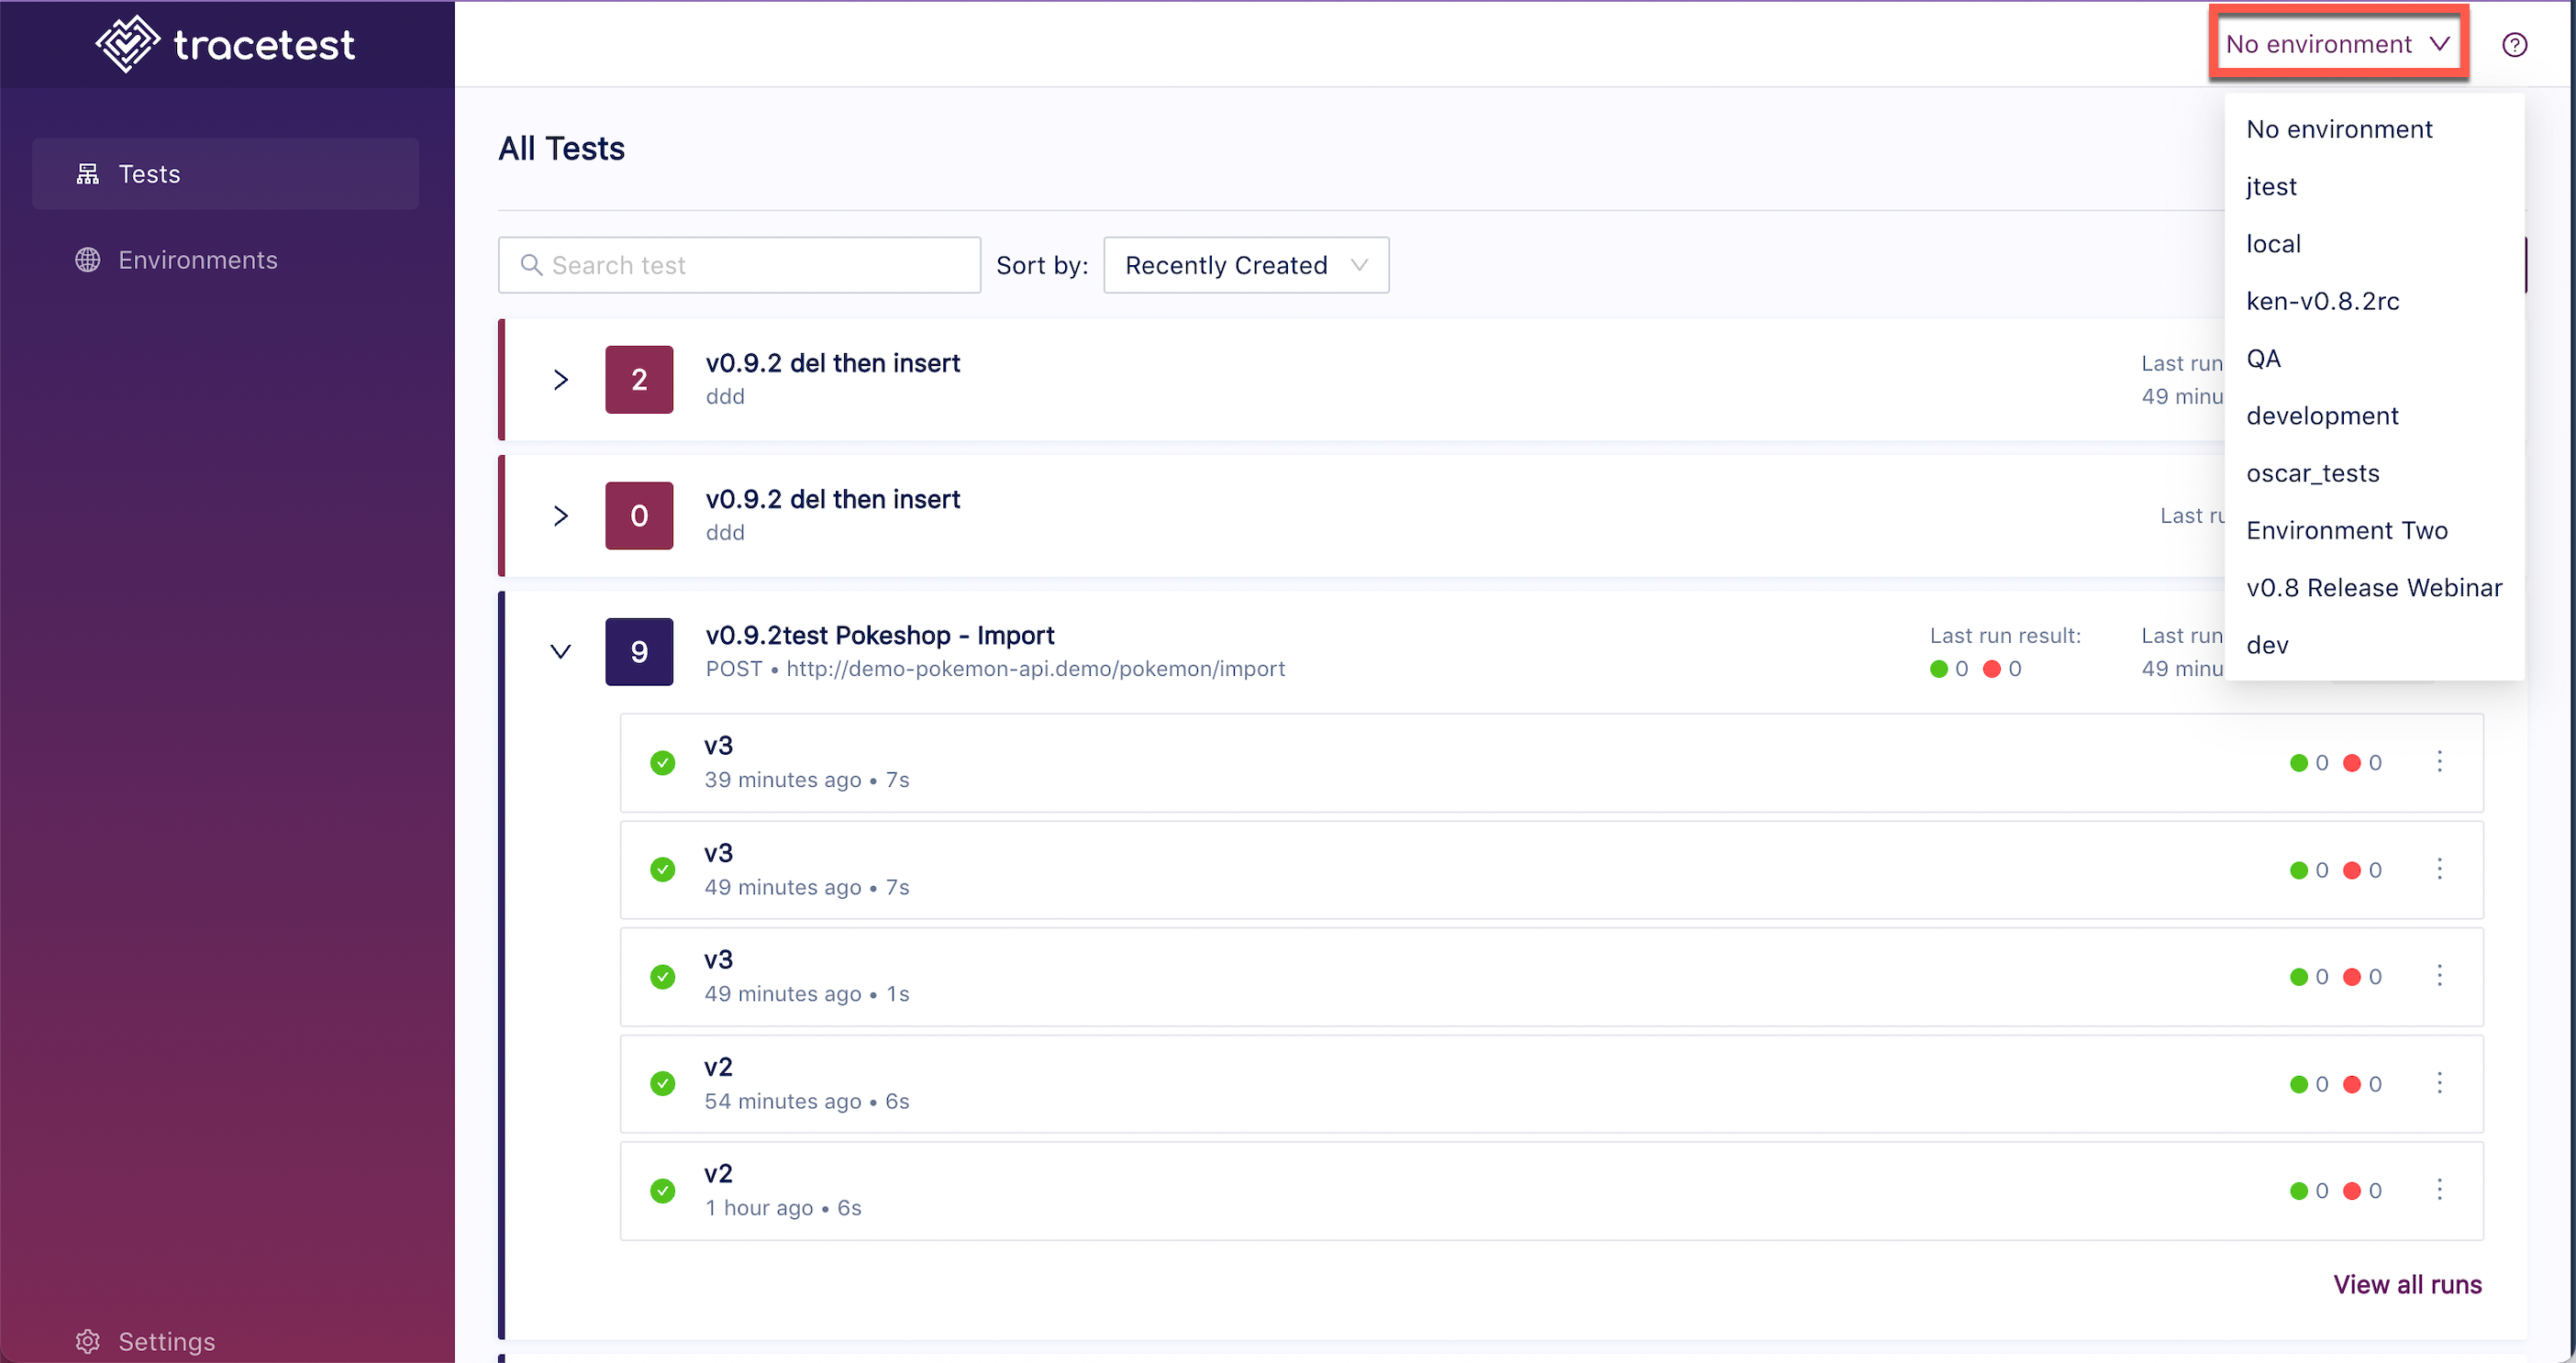 tracetest
No environment
Tests
Environments
Settings
All Tests
Search test
Sort by:
Recently Created
No environment
jtest
local
ken-v0.8.2rc
QA
development
oscar_tests
Environment Two
v0.8 Release Webinar
dev
2
v0.9.2 del then insert
ddd
Last run
49 minu
0
v0.9.2 del then insert
ddd
Last ru
9
v0.9.2test Pokeshop - Import
POST • http://demo-pokemon-api.demo/pokemon/import
Last run result:
0 0
Last run
49 minu
v3
39 minutes ago • 7s
0 0
v3
49 minutes ago • 7s
0 0
v3
49 minutes ago • 1s
0 0
v2
54 minutes ago • 6s
0 0
v2
1 hour ago • 6s
0 0
View all runs